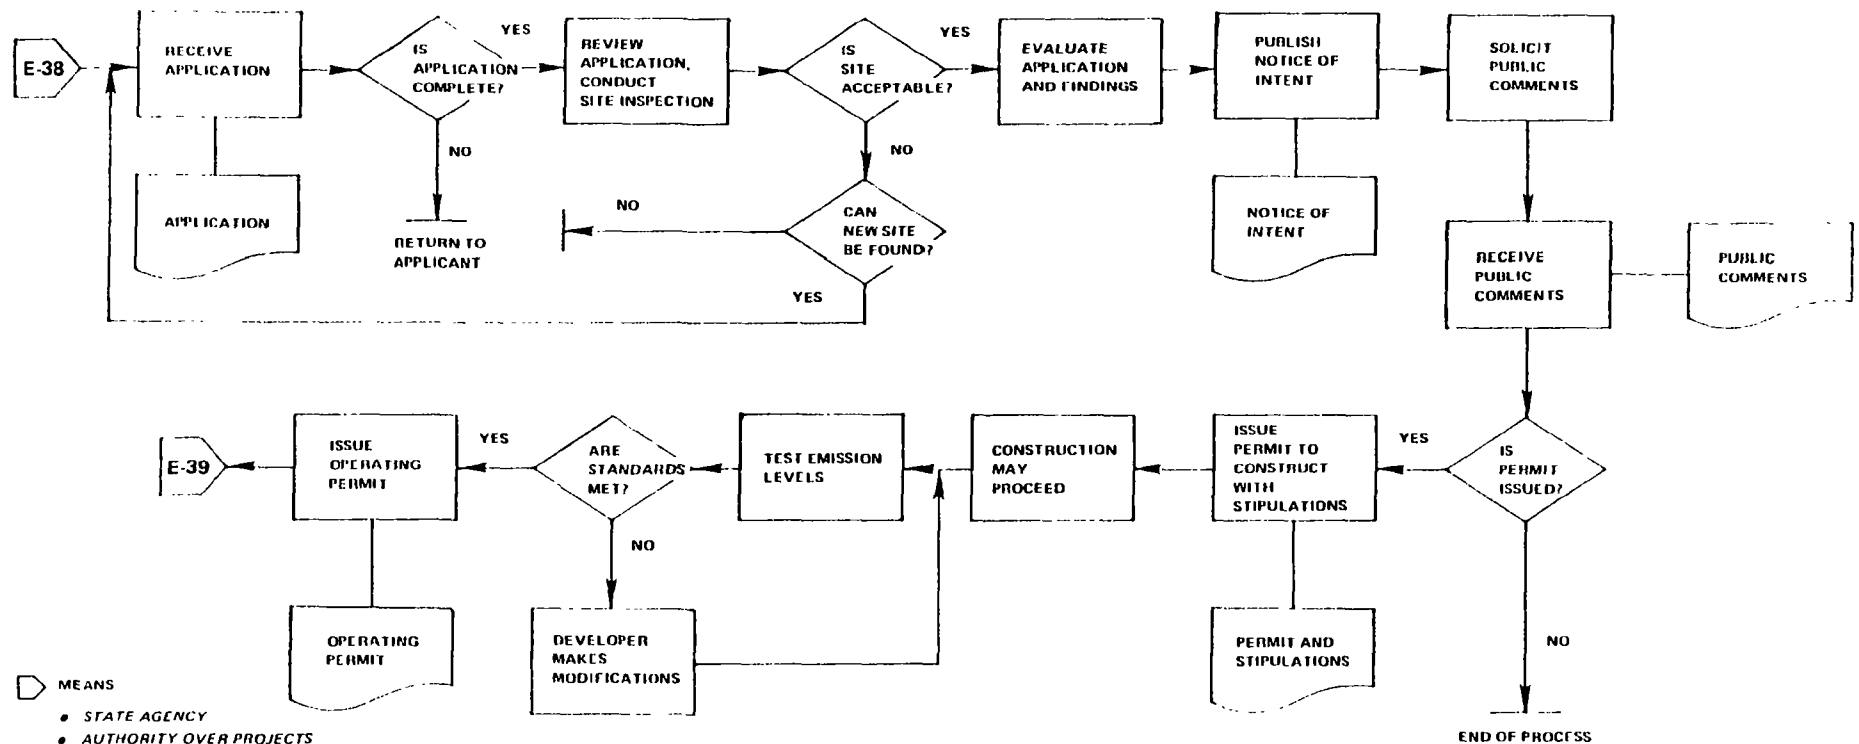 E-38
RECEIVE
APPLICATION
APPLICATION
IS
APPLICATION
COMPLETE?
YES
NO
RETURN TO
APPLICANT
REVIEW
APPLICATION,
CONDUCT
SITE INSPECTION
IS
SITE
ACCEPTABLE?
YES
NO
CAN
NEW SITE
BE FOUND?
NO
YES
EVALUATE
APPLICATION
AND FINDINGS
PUBLISH
NOTICE OF
INTENT
NOTICE OF
INTENT
SOLICIT
PUBLIC
COMMENTS
RECEIVE
PUBLIC
COMMENTS
PUBLIC
COMMENTS
IS
PERMIT
ISSUED?
YES
NO
END OF PROCESS
ISSUE
PERMIT TO
CONSTRUCT
WITH
STIPULATIONS
PERMIT AND
STIPULATIONS
CONSTRUCTION
MAY
PROCEED
TEST EMISSION
LEVELS
ARE
STANDARDS
MET?
YES
NO
DEVELOPER
MAKES
MODIFICATIONS
ISSUE
OPERATING
PERMIT
OPERATING
PERMIT
E-39
MEANS
• STATE AGENCY
• AUTHORITY OVER PROJECTS